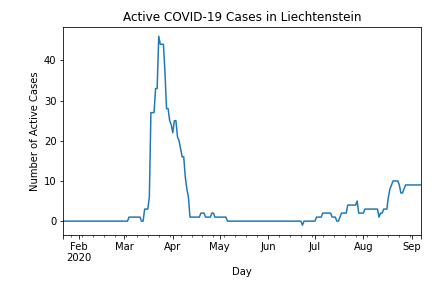 Active COVID-19 Cases in Liechtenstein
Number of Active Cases
40
30
20
10
0
Feb Mar Apr May Jun Jul Aug Sep
2020
Day